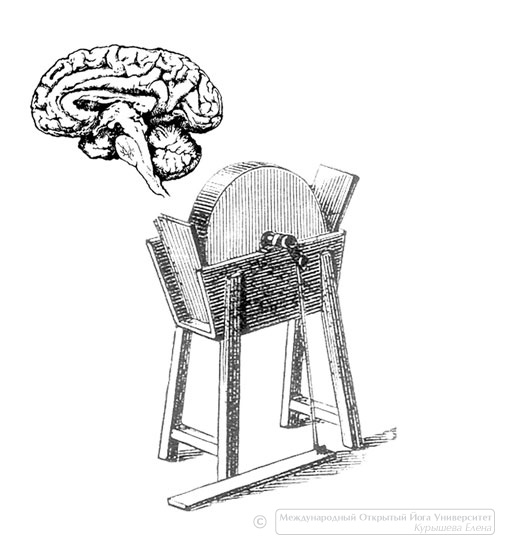 © Международный Открытый Йога Университет
Курышева Елена